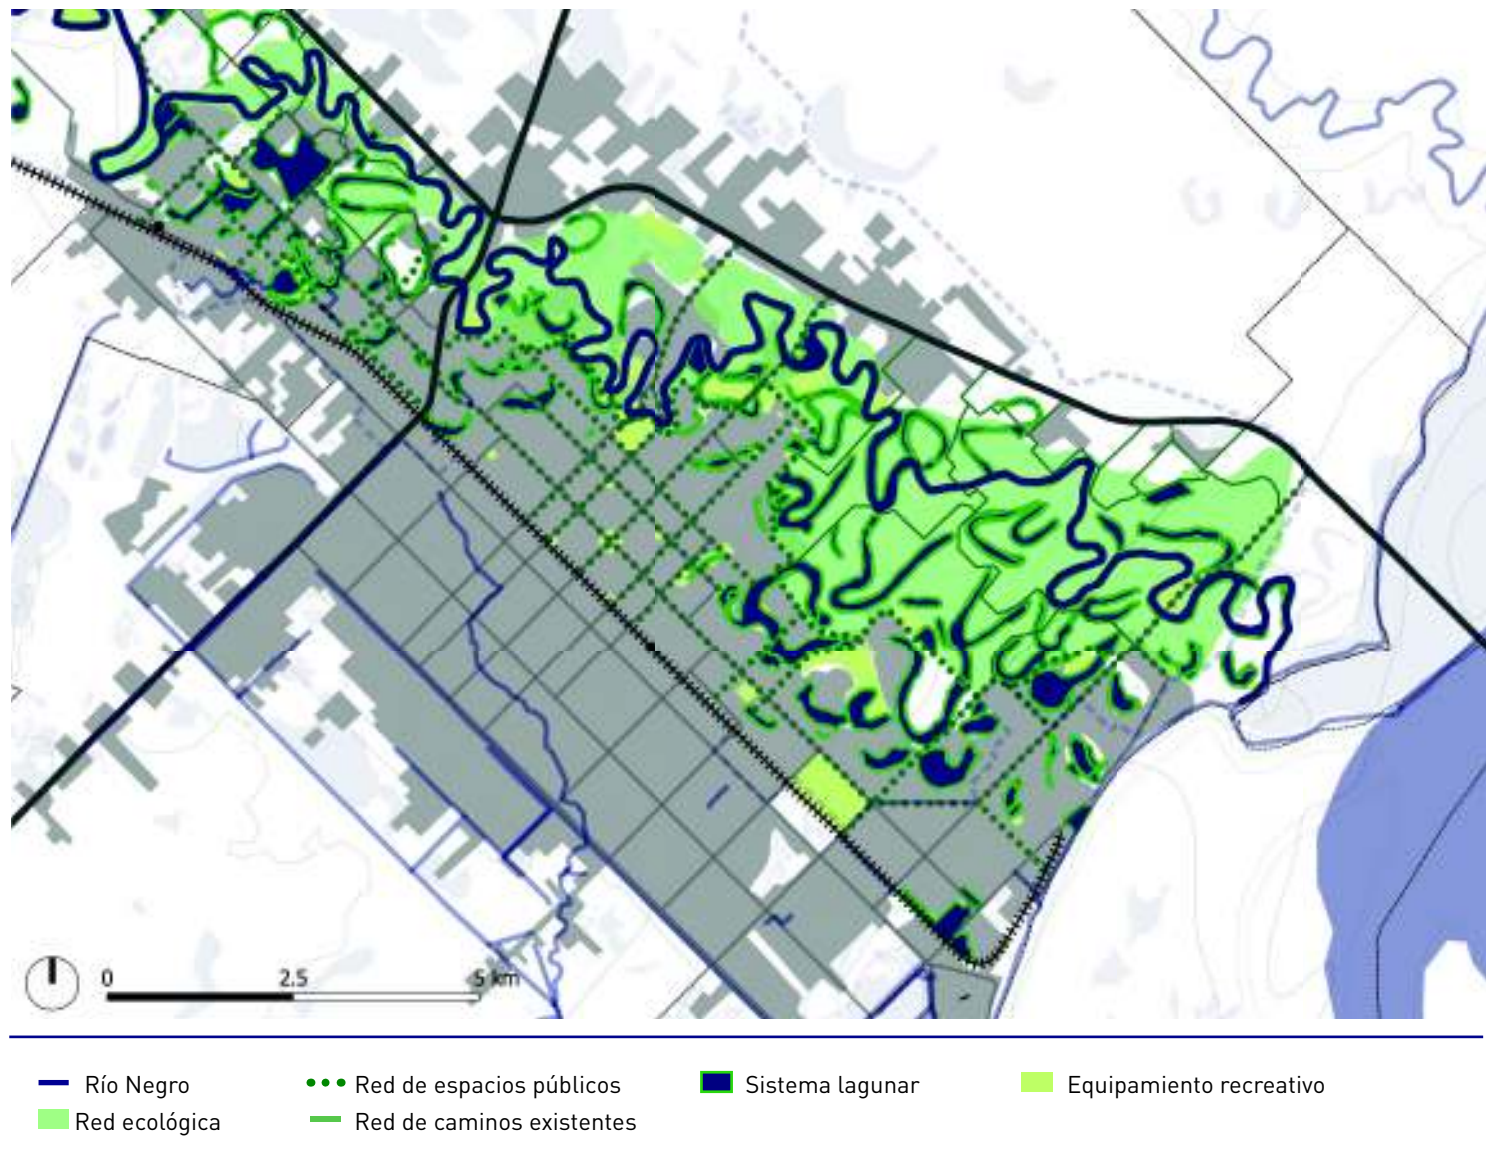 0 2.5 5 km
Río Negro Red de espacios públicos Sistema lagunar Equipamiento recreativo
Red ecológica Red de caminos existentes